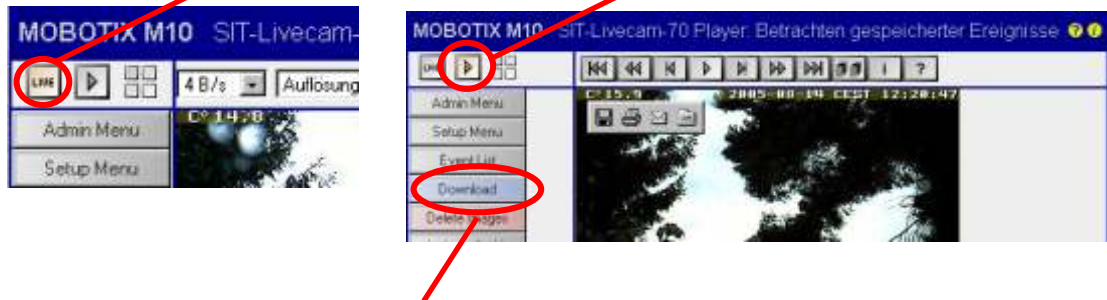 MOBOTIX M10 SIT-Livecam-
LIVE
4 B/s Auflösung
C° 14.8
Admin Menu
Setup Menu
MOBOTIX M10 SIT-Livecam-70 Player: Betrachten gespeicherter Ereignisse ? i
LIVE
i ?
C° 15.9 2005-08-14 CEST 12:20:47
Admin Menu
Setup Menu
Event List
Download
Delete Images